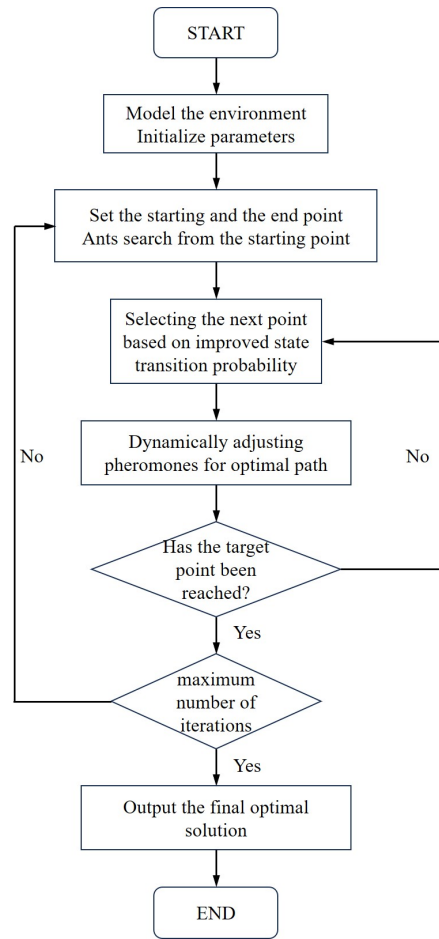 START
Model the environment
Initialize parameters
Set the starting and the end point
Ants search from the starting point
Selecting the next point
based on improved state
transition probability
Dynamically adjusting
pheromones for optimal path
No
No
Has the target
point been
reached?
Yes
maximum
number of
iterations
Yes
Output the final optimal
solution
END